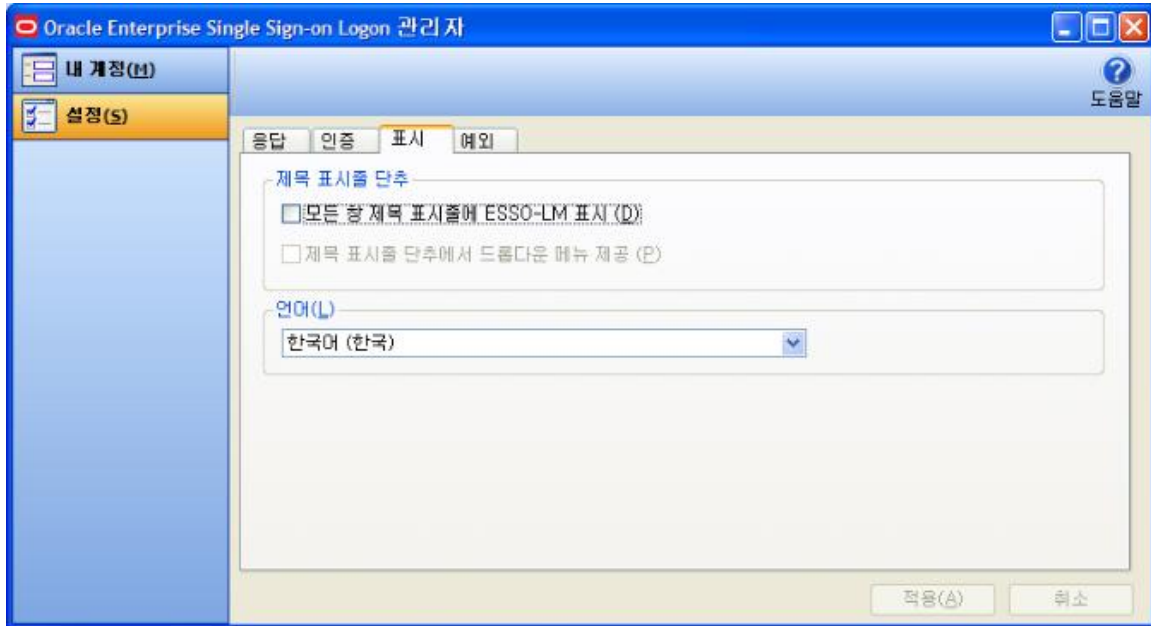 Oracle Enterprise Single Sign-on Logon 관리자
내 계정(M)
설정(S)
도움말
응답 인증 표시 예외
제목 표시줄 단추
모든 창 제목 표시줄에 ESSO-LM 표시 (D)
제목 표시줄 단추에서 드롭다운 메뉴 제공 (P)
언어(L)
한국어 (한국)
적용(A) 취소